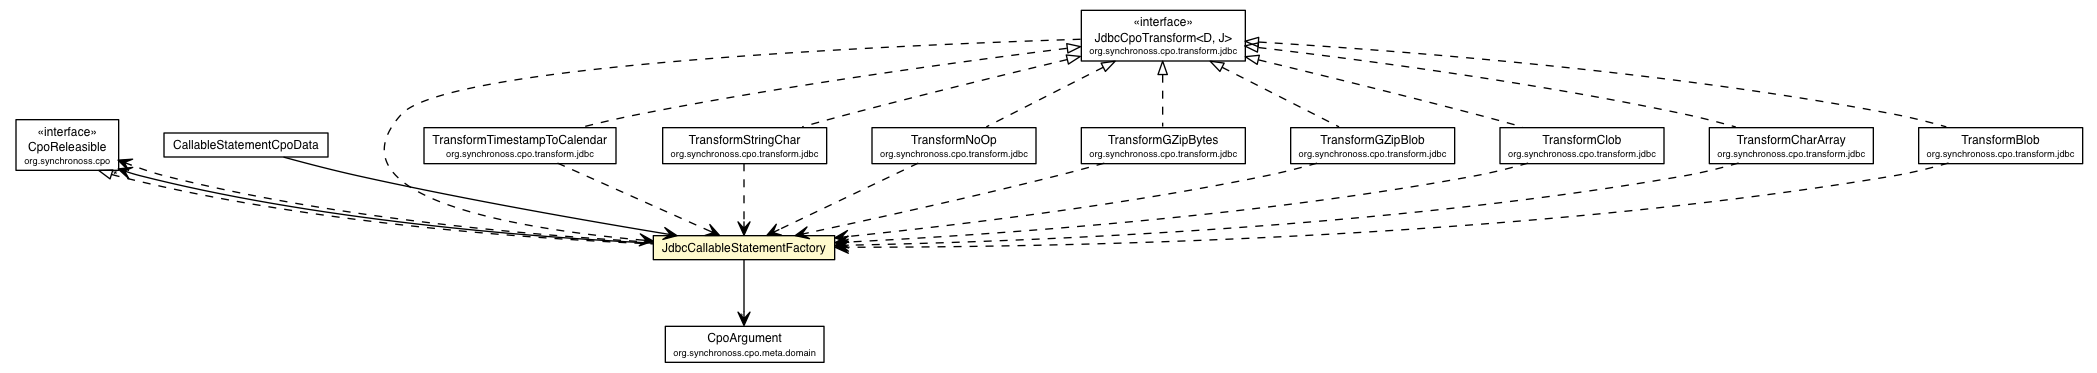 «interface»
JdbcCpoTransform<D, J>
org.synchronoss.cpo.transform.jdbc
«interface»
CpoReleasible
org.synchronoss.cpo
CallableStatementCpoData
TransformTimestampToCalendar
org.synchronoss.cpo.transform.jdbc
TransformStringChar
org.synchronoss.cpo.transform.jdbc
TransformNoOp
org.synchronoss.cpo.transform.jdbc
TransformGZipBytes
org.synchronoss.cpo.transform.jdbc
TransformGZipBlob
org.synchronoss.cpo.transform.jdbc
TransformClob
org.synchronoss.cpo.transform.jdbc
TransformCharArray
org.synchronoss.cpo.transform.jdbc
TransformBlob
org.synchronoss.cpo.transform.jdbc
JdbcCallableStatementFactory
CpoArgument
org.synchronoss.cpo.meta.domain